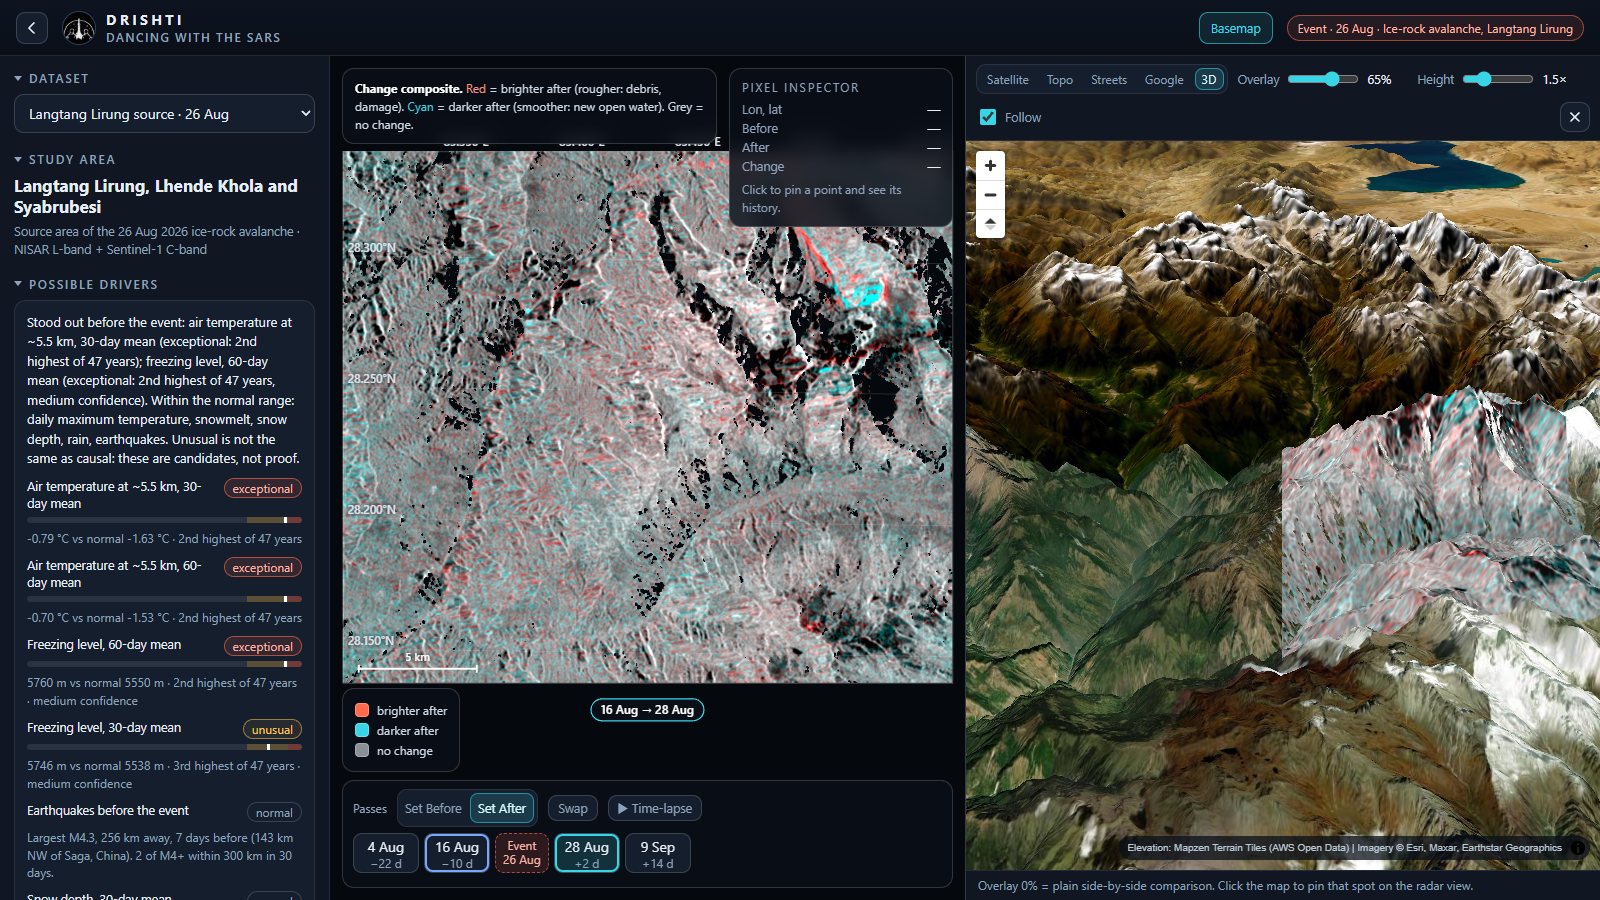 DRISHTI
DANCING WITH THE SARS
Basemap
Event · 26 Aug · Ice-rock avalanche, Langtang Lirung
DATASET
Langtang Lirung source · 26 Aug
STUDY AREA
Langtang Lirung, Lhende Khola and
Syabrubesi
Source area of the 26 Aug 2026 ice-rock avalanche ·
NISAR L-band + Sentinel-1 C-band
POSSIBLE DRIVERS
Stood out before the event: air temperature at
~5.5 km, 30-day mean (exceptional: 2nd
highest of 47 years); freezing level, 60-day
mean (exceptional: 2nd highest of 47 years,
medium confidence). Within the normal range:
daily maximum temperature, snowmelt, snow
depth, rain, earthquakes. Unusual is not the
same as causal: these are candidates, not proof.
Air temperature at ~5.5 km, 30-
day mean
exceptional
-0.79 °C vs normal -1.63 °C · 2nd highest of 47 years
Air temperature at ~5.5 km, 60-
day mean
exceptional
-0.70 °C vs normal -1.53 °C · 2nd highest of 47 years
Freezing level, 60-day mean
exceptional
5760 m vs normal 5550 m · 2nd highest of 47 years
· medium confidence
Freezing level, 30-day mean
unusual
5746 m vs normal 5538 m · 3rd highest of 47 years ·
medium confidence
Earthquakes before the event
normal
Largest M4.3, 256 km away, 7 days before (143 km
NW of Saga, China). 2 of M4+ within 300 km in 30
days.
Snow depth, 30-day mean
Change composite. Red = brighter after (rougher: debris,
damage). Cyan = darker after (smoother: new open water). Grey =
no change.
PIXEL INSPECTOR
Lon, lat —
Before —
After —
Change —
Click to pin a point and see its
history.
28.300°N
28.250°N
28.200°N
28.150°N
5 km
brighter after
darker after
no change
16 Aug → 28 Aug
Passes
Set Before
Set After
Swap
▶ Time-lapse
4 Aug
−22 d
16 Aug
−10 d
Event
26 Aug
28 Aug
+2 d
9 Sep
+14 d
Satellite
Topo
Streets
Google
3D
Overlay
65%
Height
1.5×
Follow
Elevation: Mapzen Terrain Tiles (AWS Open Data) | Imagery © Esri, Maxar, Earthstar Geographics
Overlay 0% = plain side-by-side comparison. Click the map to pin that spot on the radar view.